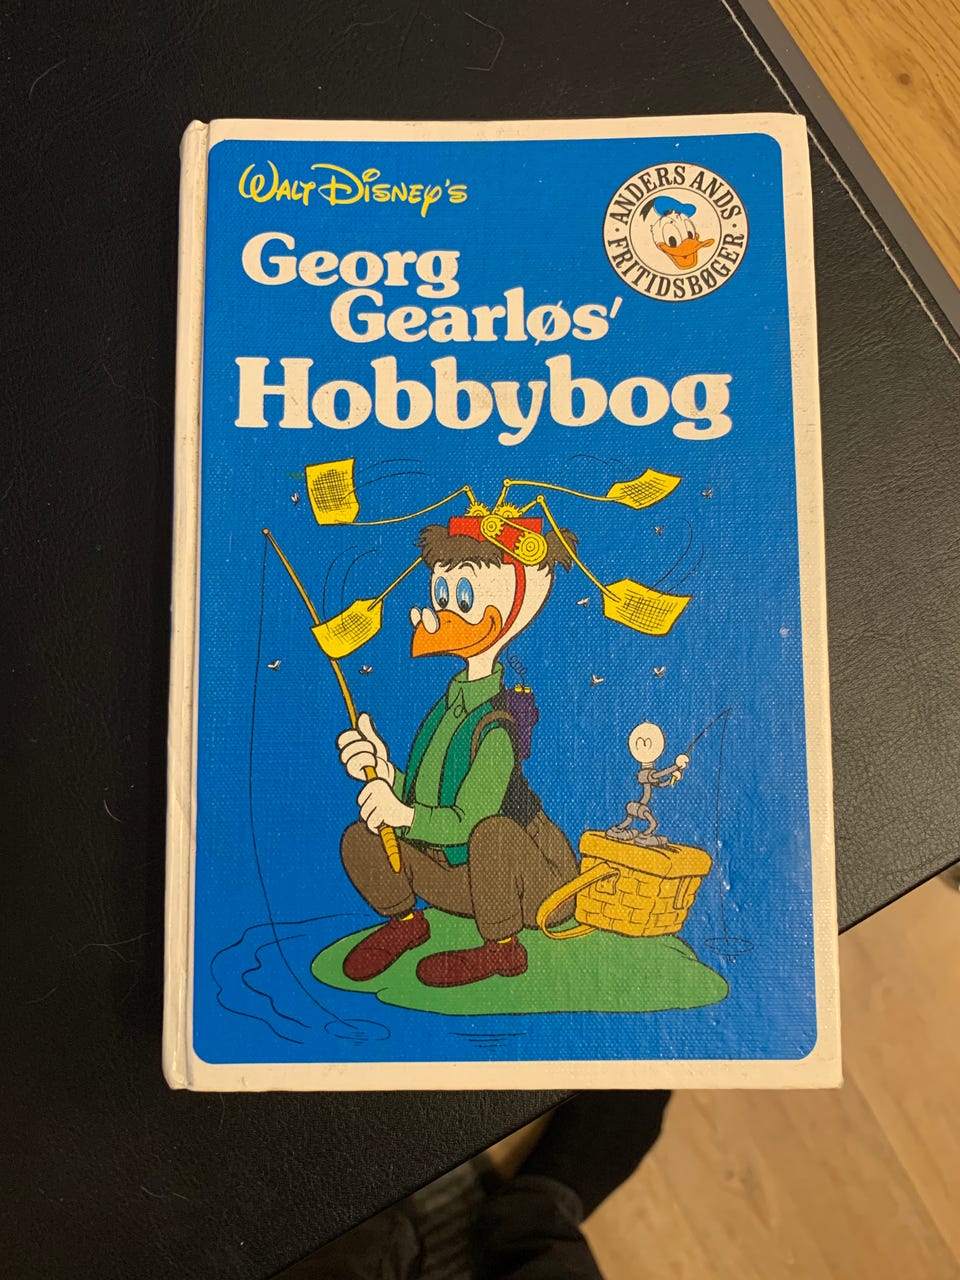 WALT DISNEY'S
ANDERS ANDS
· FRITIDSBØGER ·
Georg
Gearløs'
Hobbybog